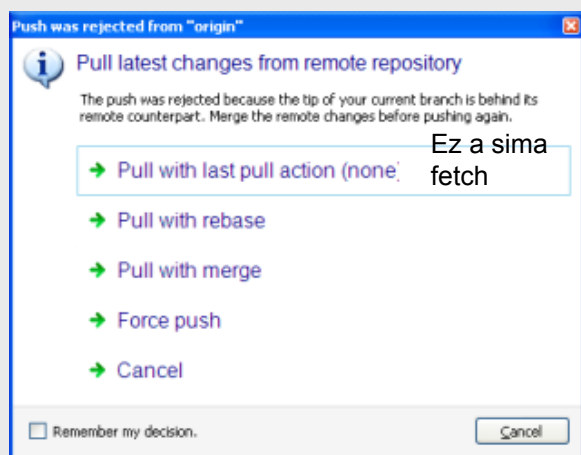 Push was rejected from "origin"
Pull latest changes from remote repository
The push was rejected because the tip of your current branch is behind its
remote counterpart. Merge the remote changes before pushing again.
Ez a sima
fetch
Pull with last pull action (none)
Pull with rebase
Pull with merge
Force push
Cancel
Remember my decision.
Cancel